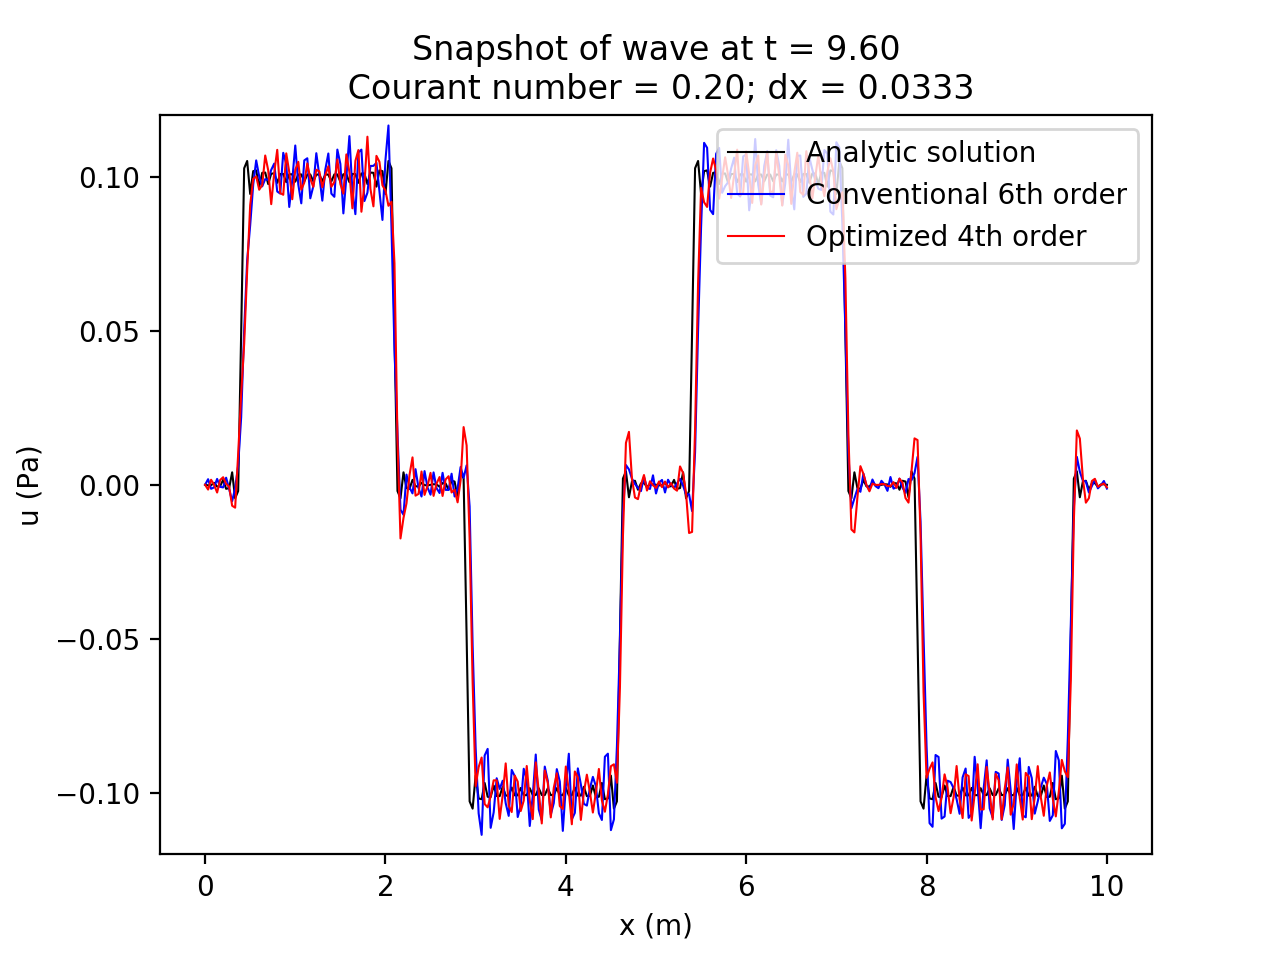 Snapshot of wave at t = 9.60
Courant number = 0.20; dx = 0.0333
Analytic solution
Conventional 6th order
Optimized 4th order
u (Pa)
0.10
0.05
0.00
−0.05
−0.10
0 2 4 6 8 10
x (m)